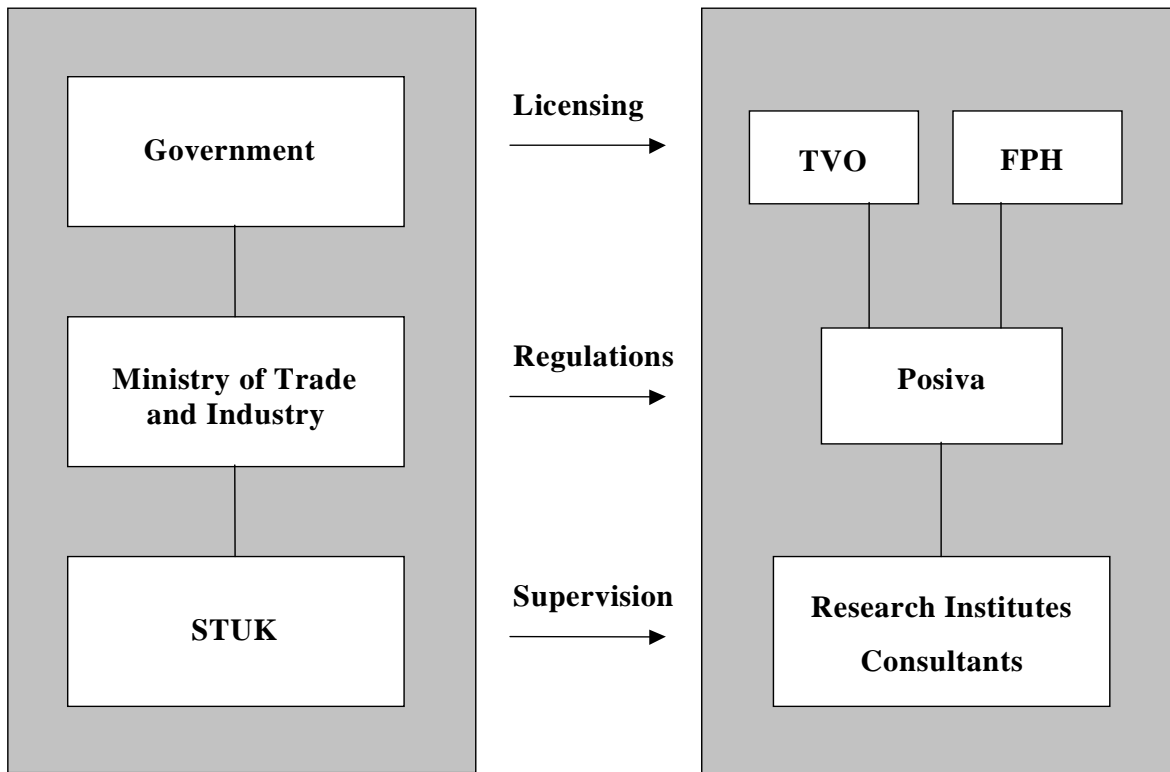 Government
Ministry of Trade
and Industry
STUK
Licensing
Regulations
Supervision
TVO
FPH
Posiva
Research Institutes
Consultants